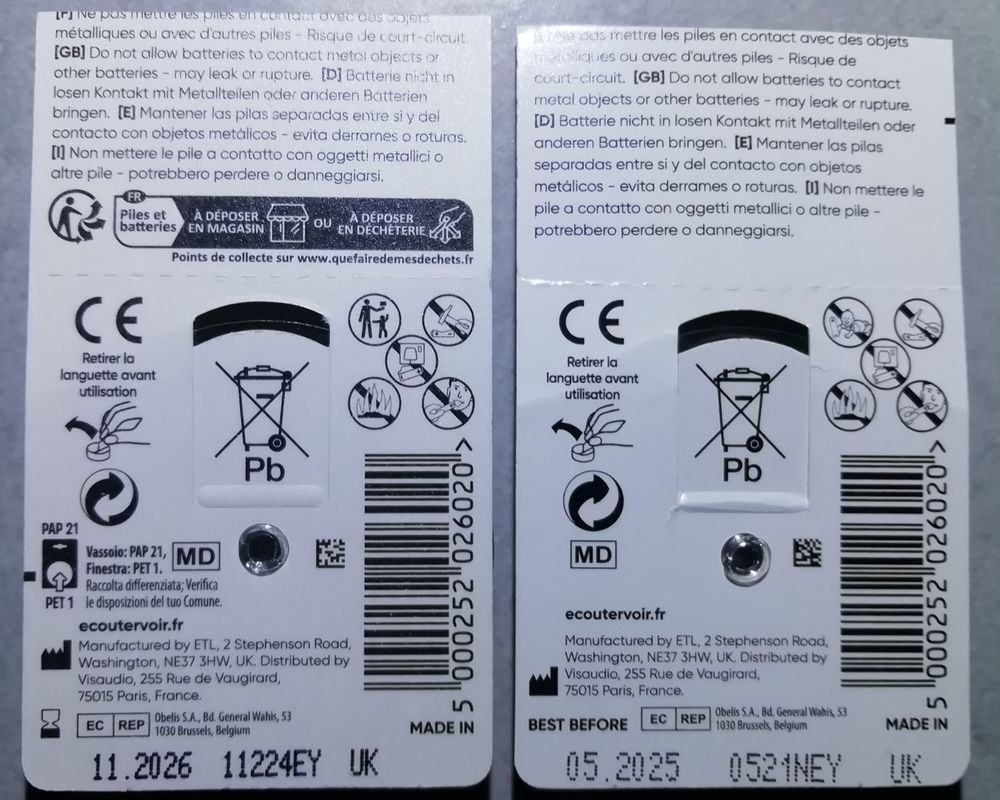 [F] Ne pas mettre les piles en contact avec des objets
métalliques ou avec d'autres piles - Risque de court-circuit.
[GB] Do not allow batteries to contact metal objects or
other batteries - may leak or rupture. [D] Batterie nicht in
losen Kontakt mit Metallteilen oder anderen Batterien
bringen. [E] Mantener las pilas separadas entre si y del
contacto con objetos metálicos - evita derrames o roturas.
[I] Non mettere le pile a contatto con oggetti metallici o
altre pile - potrebbero perdere o danneggiarsi.
FR
Piles et
batteries
À DÉPOSER
EN MAGASIN
OU
À DÉPOSER
EN DÉCHÈTERIE
Points de collecte sur www.quefairedemesdechets.fr
CE
Retirer la
languette avant
utilisation
Pb
PAP 21
PET 1
Vassoio: PAP 21,
Finestra: PET 1.
Raccolta differenziata; Verifica
le disposizioni del tuo Comune.
MD
ecoutervoir.fr
Manufactured by ETL, 2 Stephenson Road,
Washington, NE37 3HW, UK. Distributed by
Visaudio, 255 Rue de Vaugirard,
75015 Paris, France.
EC REP
Obelis S.A., Bd. General Wahis, 53
1030 Brussels, Belgium
5 000252 026020 >
MADE IN
11.2026 11224EY UK
Ne pas mettre les piles en contact avec des objets
métalliques ou avec d'autres piles - Risque de
court-circuit. [GB] Do not allow batteries to contact
metal objects or other batteries - may leak or rupture.
[D] Batterie nicht in losen Kontakt mit Metallteilen oder
anderen Batterien bringen. [E] Mantener las pilas
separadas entre si y del contacto con objetos
metálicos - evita derrames o roturas. [I] Non mettere le
pile a contatto con oggetti metallici o altre pile -
potrebbero perdere o danneggiarsi.
CE
Retirer la
languette avant
utilisation
Pb
MD
ecoutervoir.fr
Manufactured by ETL, 2 Stephenson Road,
Washington, NE37 3HW, UK. Distributed by
Visaudio, 255 Rue de Vaugirard,
75015 Paris, France.
BEST BEFORE
EC REP
Obelis S.A., Bd. General Wahis, 53
1030 Brussels, Belgium
5 000252 026020 >
MADE IN
05.2025 0521NEY UK